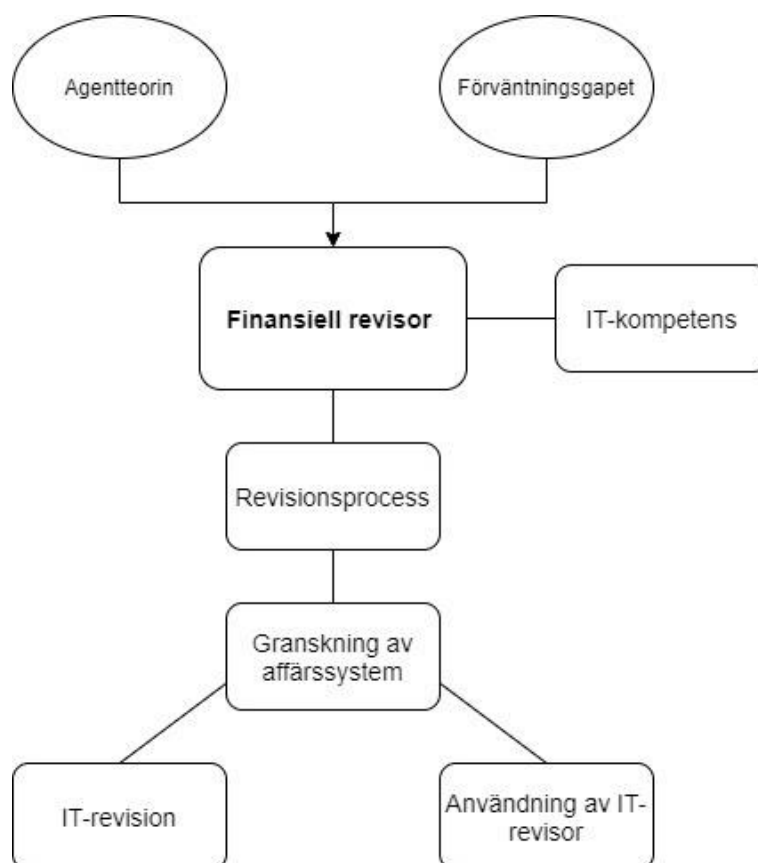 Agentteorin
Förväntningsgapet
Finansiell revisor
IT-kompetens
Revisionsprocess
Granskning av
affärssystem
IT-revision
Användning av IT-
revisor